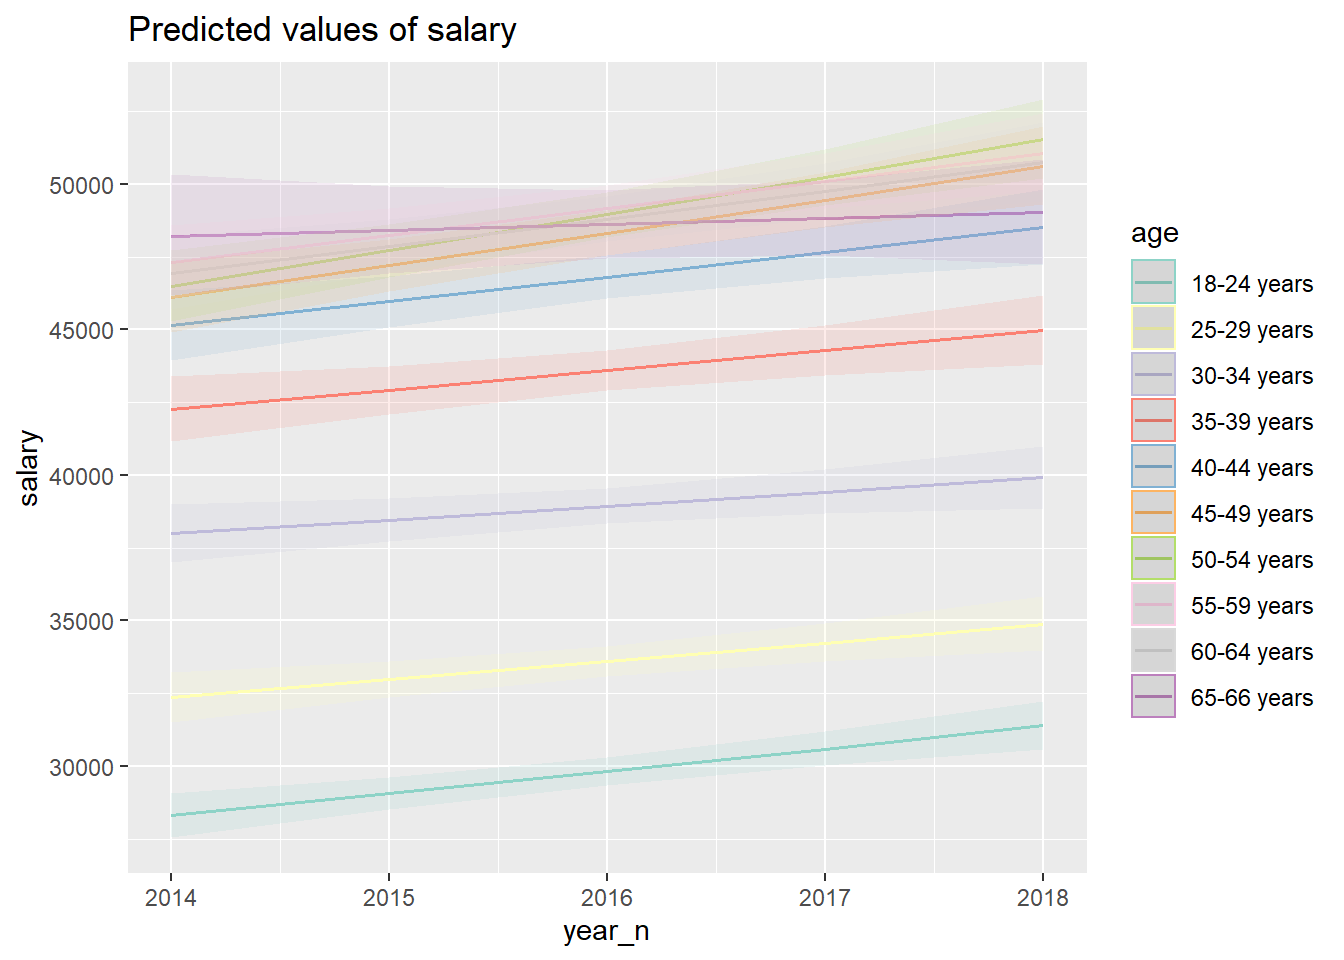 Predicted values of salary
salary
50000
45000
40000
35000
30000
2014 2015 2016 2017 2018
year_n
age
18-24 years
25-29 years
30-34 years
35-39 years
40-44 years
45-49 years
50-54 years
55-59 years
60-64 years
65-66 years